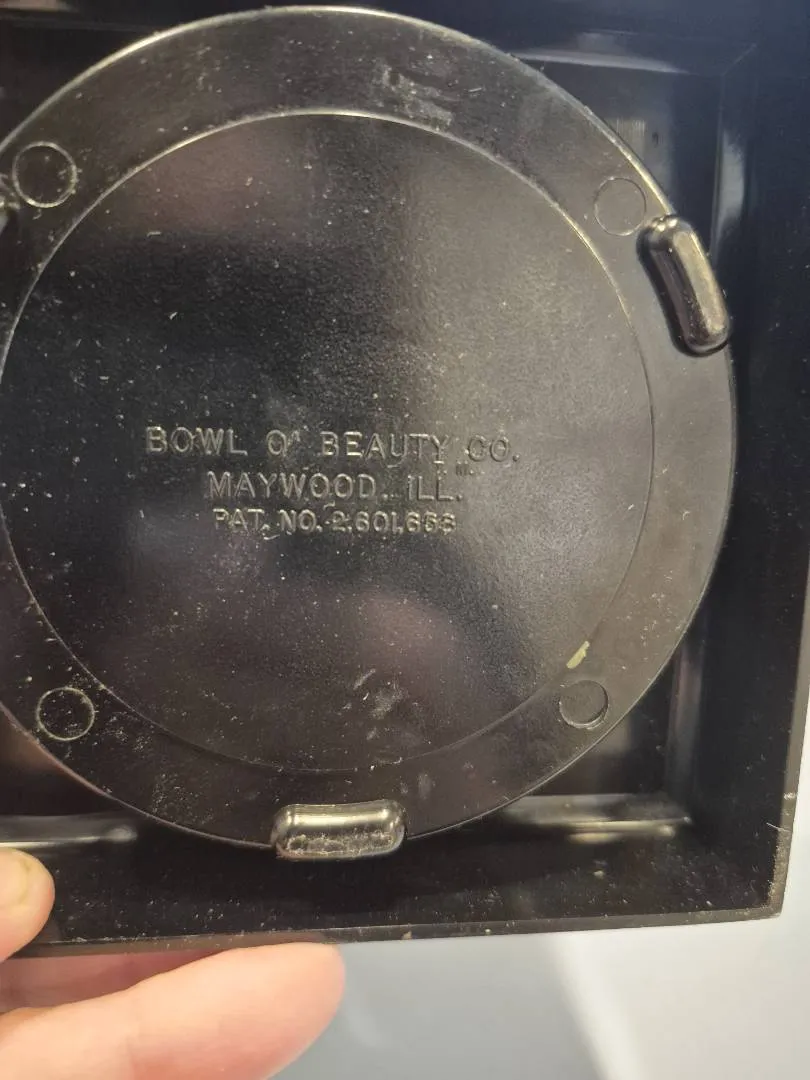 BOWL O' BEAUTY CO.
T.M.
MAYWOOD, ILL.
PAT. NO. 2,601,658